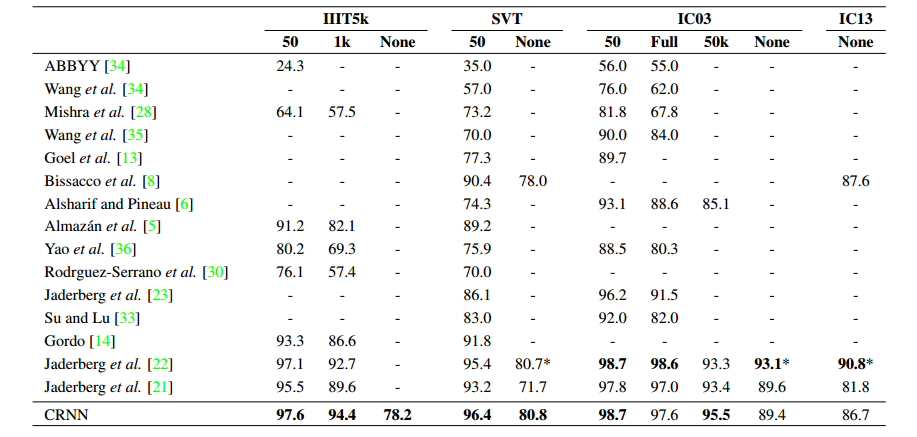 IIIT5k SVT IC03 IC13
50 1k None 50 None 50 Full 50k None None
ABBYY [34] 24.3 - - 35.0 - 56.0 55.0 - - -
Wang et al. [34] - - - 57.0 - 76.0 62.0 - - -
Mishra et al. [28] 64.1 57.5 - 73.2 - 81.8 67.8 - - -
Wang et al. [35] - - - 70.0 - 90.0 84.0 - - -
Goel et al. [13] - - - 77.3 - 89.7 - - - -
Bissacco et al. [8] - - - 90.4 78.0 - - - - 87.6
Alsharif and Pineau [6] - - - 74.3 - 93.1 88.6 85.1 - -
Almazán et al. [5] 91.2 82.1 - 89.2 - - - - - -
Yao et al. [36] 80.2 69.3 - 75.9 - 88.5 80.3 - - -
Rodrguez-Serrano et al. [30] 76.1 57.4 - 70.0 - - - - - -
Jaderberg et al. [23] - - - 86.1 - 96.2 91.5 - - -
Su and Lu [33] - - - 83.0 - 92.0 82.0 - - -
Gordo [14] 93.3 86.6 - 91.8 - - - - - -
Jaderberg et al. [22] 97.1 92.7 - 95.4 80.7* 98.7 98.6 93.3 93.1* 90.8*
Jaderberg et al. [21] 95.5 89.6 - 93.2 71.7 97.8 97.0 93.4 89.6 81.8
CRNN 97.6 94.4 78.2 96.4 80.8 98.7 97.6 95.5 89.4 86.7